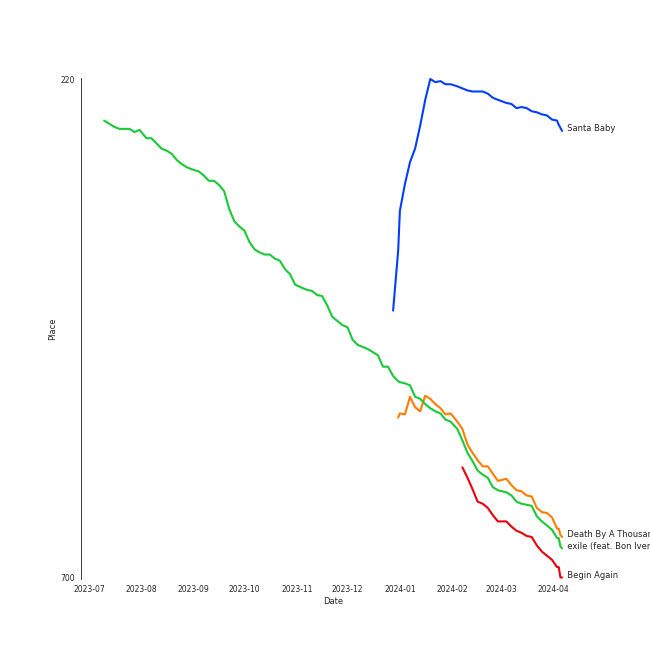 220
Santa Baby
Place
Death By A Thousan
exile (feat. Bon Iver
Begin Again
700
2023-07 2023-08 2023-09 2023-10 2023-11 2023-12 2024-01 2024-02 2024-03 2024-04
Date